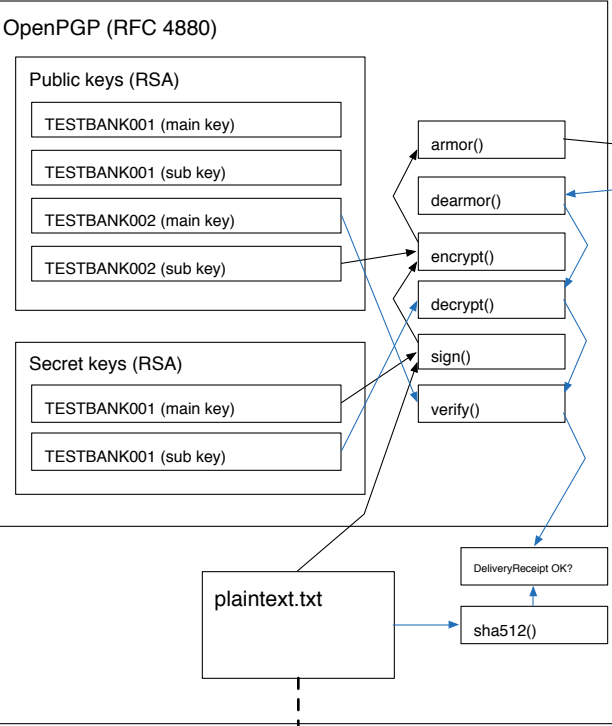 OpenPGP (RFC 4880)
Public keys (RSA)
TESTBANK001 (main key)
TESTBANK001 (sub key)
TESTBANK002 (main key)
TESTBANK002 (sub key)
Secret keys (RSA)
TESTBANK001 (main key)
TESTBANK001 (sub key)
armor()
dearmor()
encrypt()
decrypt()
sign()
verify()
DeliveryReceipt OK?
plaintext.txt
sha512()